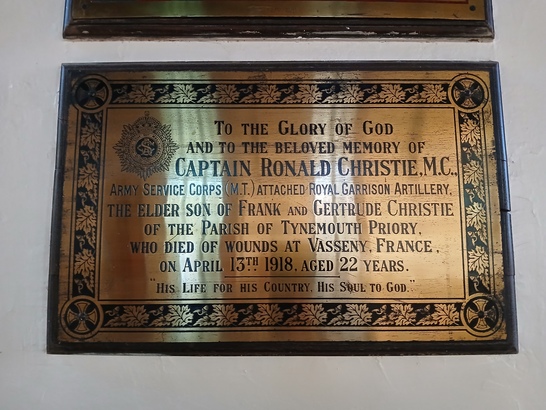 TO THE GLORY OF GOD
AND TO THE BELOVED MEMORY OF
CAPTAIN RONALD CHRISTIE, M.C.,
ARMY SERVICE CORPS (M.T.) ATTACHED ROYAL GARRISON ARTILLERY,
THE ELDER SON OF FRANK AND GERTRUDE CHRISTIE
OF THE PARISH OF TYNEMOUTH PRIORY,
WHO DIED OF WOUNDS AT VASSENY, FRANCE,
ON APRIL 13TH 1918. AGED 22 YEARS.
"HIS LIFE FOR HIS COUNTRY, HIS SOUL TO GOD."